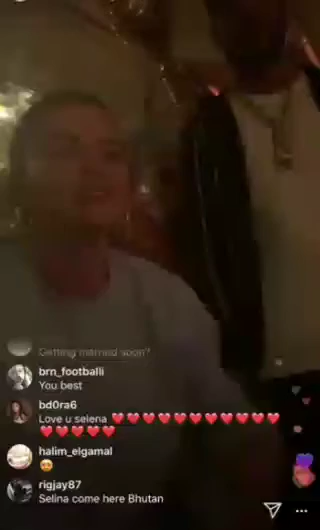 Getting married soon?
brn_footballi
You best
bd0ra6
Love u selena ❤️❤️❤️❤️❤️❤️❤️❤️❤️❤️❤️
❤️❤️❤️❤️❤️
halim_elgamal
😍
rigjay87
Selina come here Bhutan